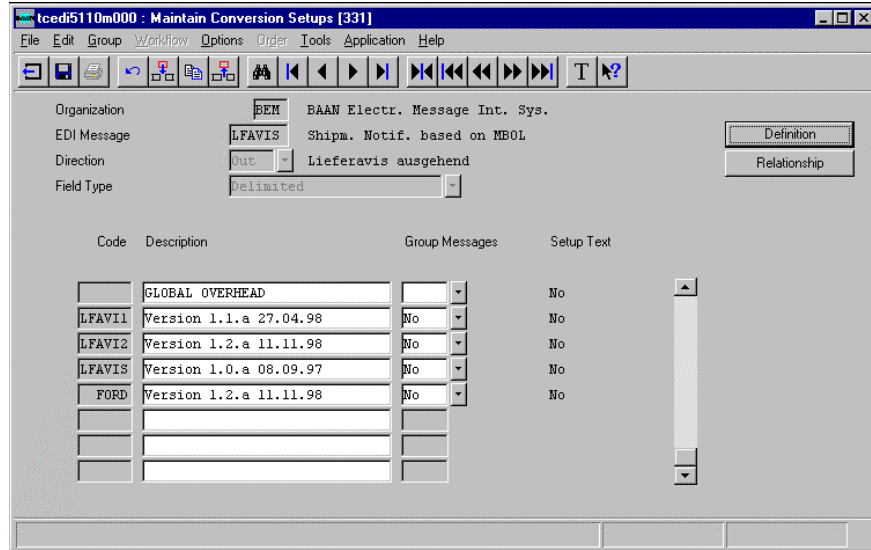 BAAN tcedi5110m000 : Maintain Conversion Setups [331]
File Edit Group Workflow Options Order Tools Application Help
T ?
Organization BEM BAAN Electr. Message Int. Sys.
EDI Message LFAVIS Shipm. Notif. based on MBOL Definition
Direction Out Lieferavis ausgehend Relationship
Field Type Delimited
Code Description Group Messages Setup Text
GLOBAL OVERHEAD No
LFAVI1 Version 1.1.a 27.04.98 No No
LFAVI2 Version 1.2.a 11.11.98 No No
LFAVIS Version 1.0.a 08.09.97 No No
FORD Version 1.2.a 11.11.98 No No